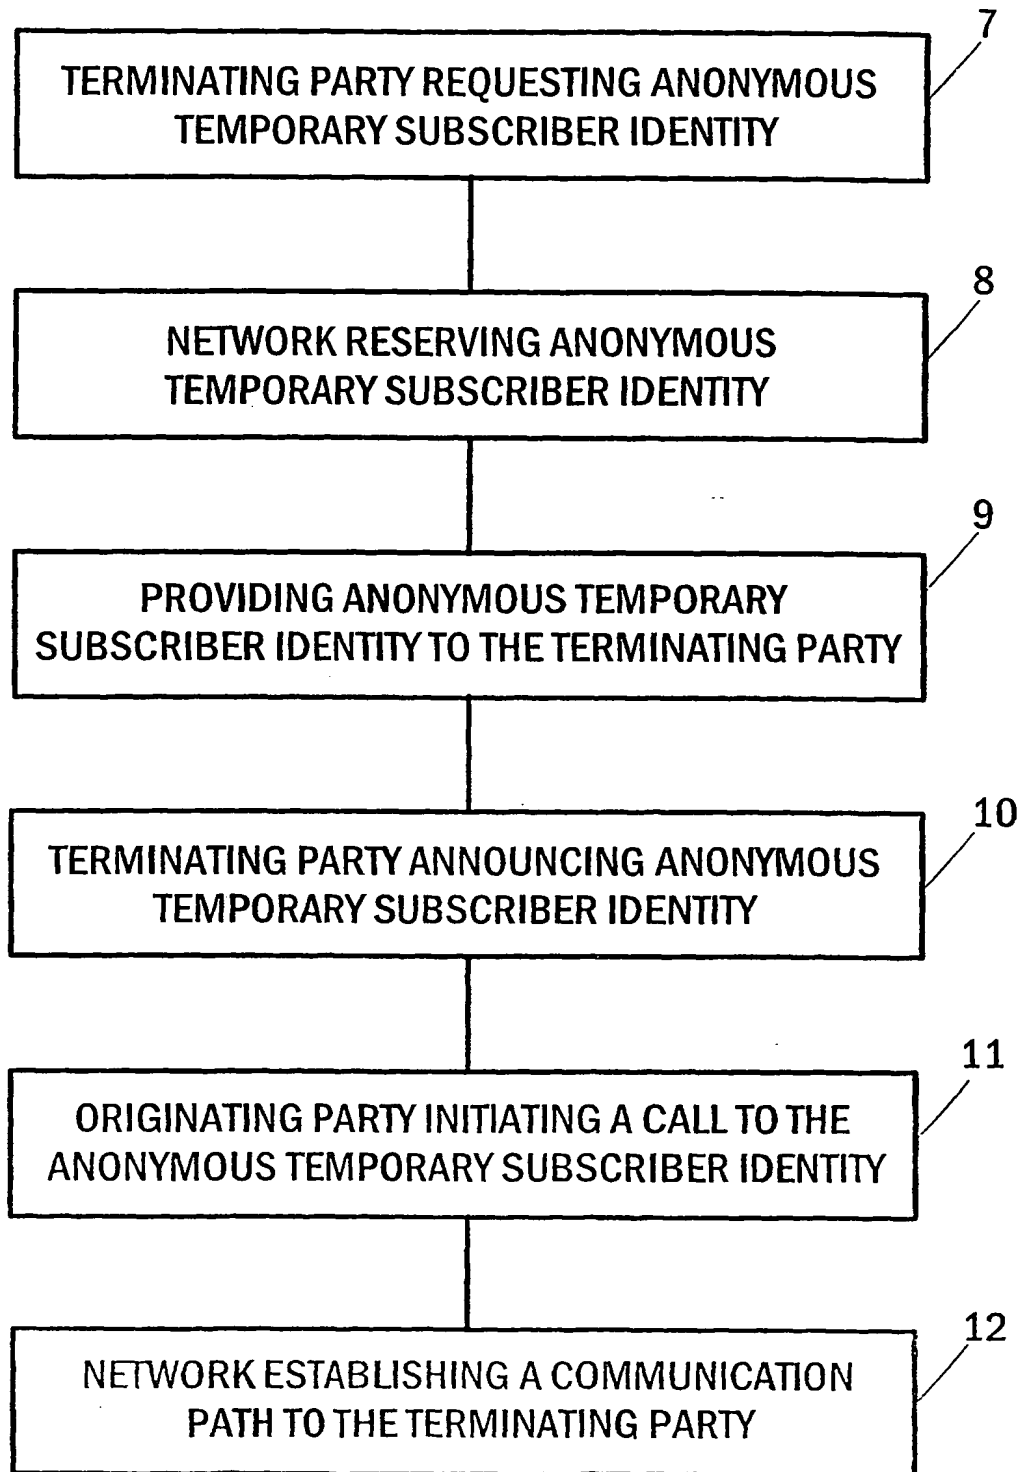 7
TERMINATING PARTY REQUESTING ANONYMOUS
TEMPORARY SUBSCRIBER IDENTITY
8
NETWORK RESERVING ANONYMOUS
TEMPORARY SUBSCRIBER IDENTITY
9
PROVIDING ANONYMOUS TEMPORARY
SUBSCRIBER IDENTITY TO THE TERMINATING PARTY
10
TERMINATING PARTY ANNOUNCING ANONYMOUS
TEMPORARY SUBSCRIBER IDENTITY
11
ORIGINATING PARTY INITIATING A CALL TO THE
ANONYMOUS TEMPORARY SUBSCRIBER IDENTITY
12
NETWORK ESTABLISHING A COMMUNICATION
PATH TO THE TERMINATING PARTY